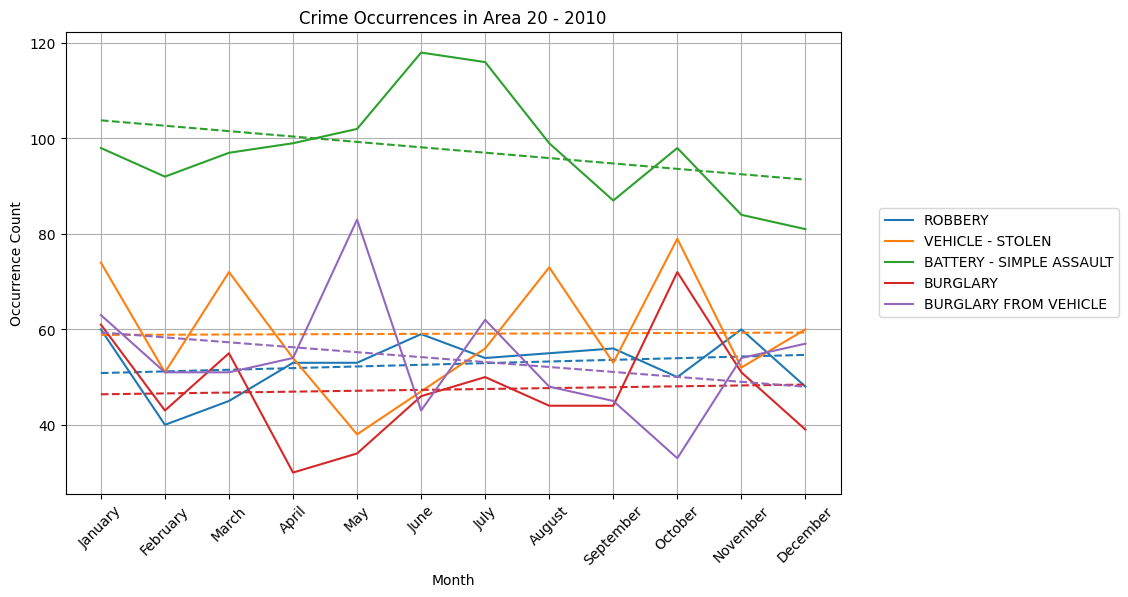 Crime Occurrences in Area 20 - 2010
Occurrence Count
120
100
80
60
40
January
February
March
April
May
June
July
August
September
October
November
December
Month
ROBBERY
VEHICLE - STOLEN
BATTERY - SIMPLE ASSAULT
BURGLARY
BURGLARY FROM VEHICLE